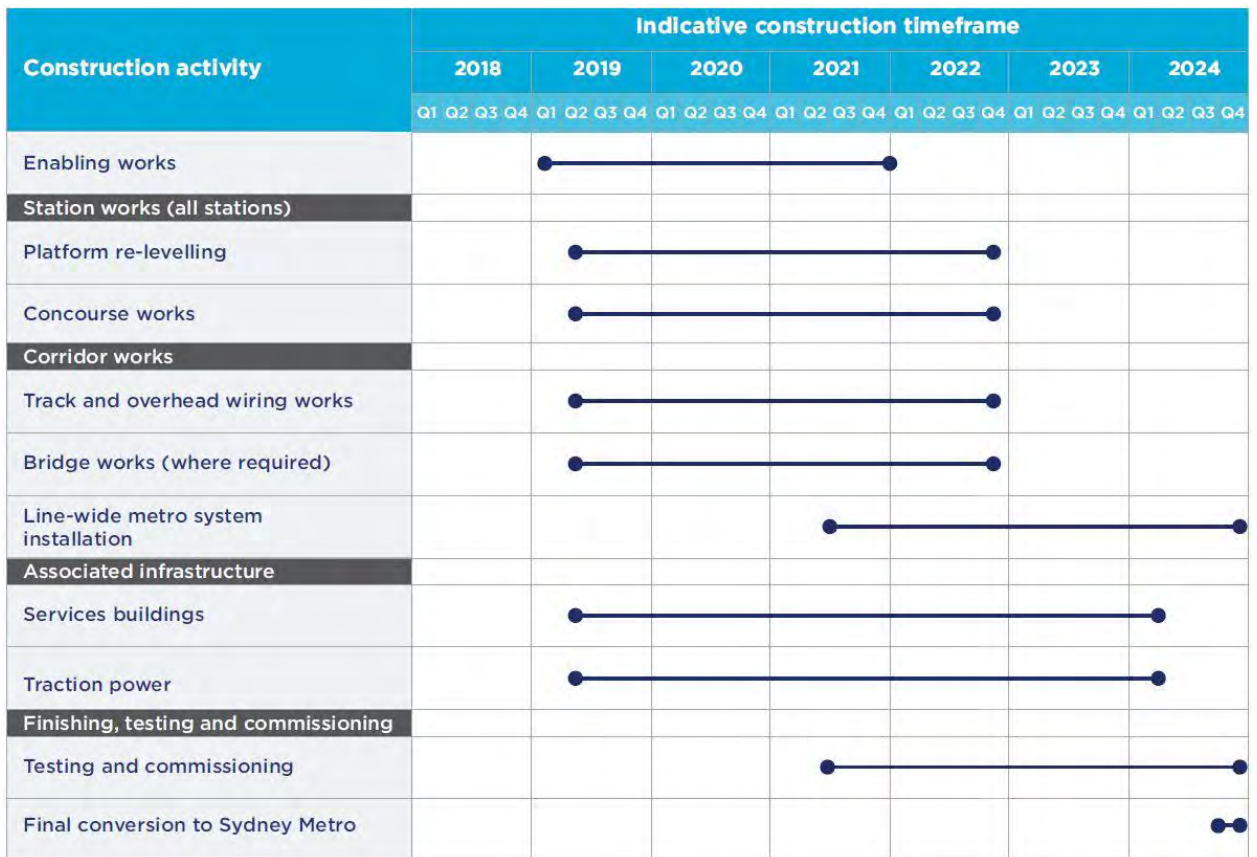 Indicative construction timeframe
Construction activity
2018 2019 2020 2021 2022 2023 2024
Q1 Q2 Q3 Q4 Q1 Q2 Q3 Q4 Q1 Q2 Q3 Q4 Q1 Q2 Q3 Q4 Q1 Q2 Q3 Q4 Q1 Q2 Q3 Q4 Q1 Q2 Q3 Q4
Enabling works
Station works (all stations)
Platform re-levelling
Concourse works
Corridor works
Track and overhead wiring works
Bridge works (where required)
Line-wide metro system
installation
Associated infrastructure
Services buildings
Traction power
Finishing, testing and commissioning
Testing and commissioning
Final conversion to Sydney Metro